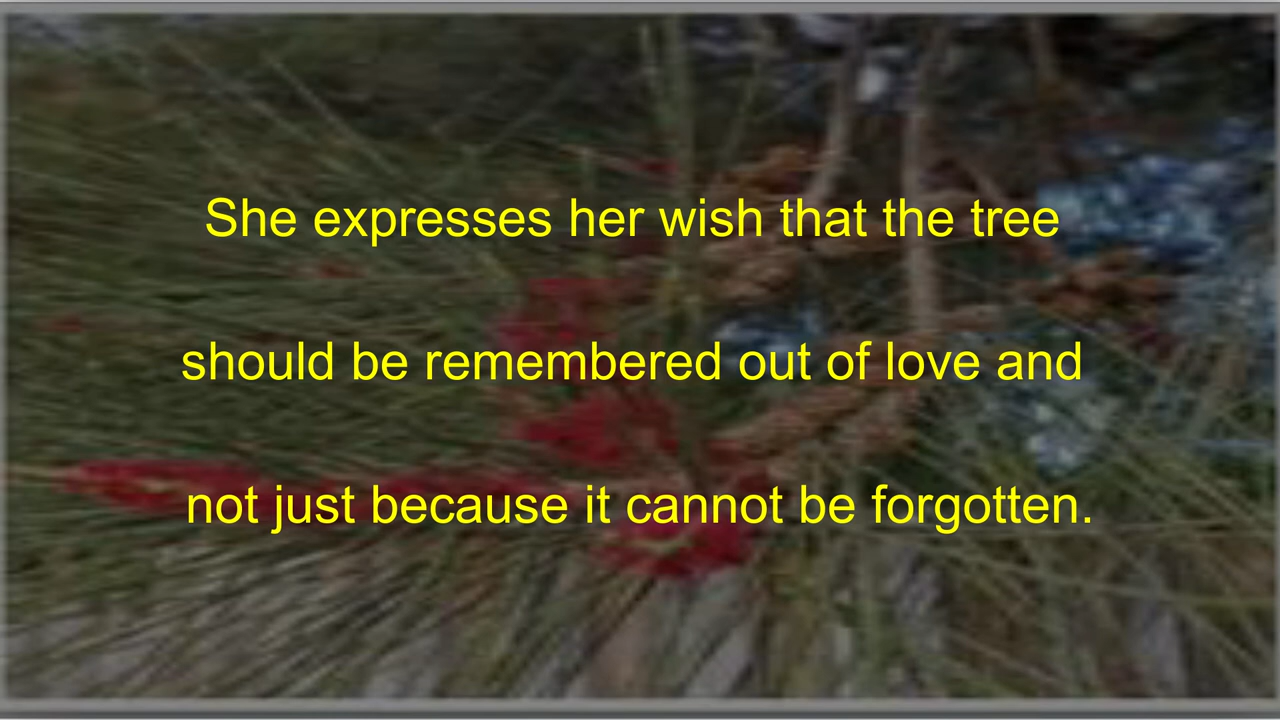 She expresses her wish that the tree
should be remembered out of love and
not just because it cannot be forgotten.